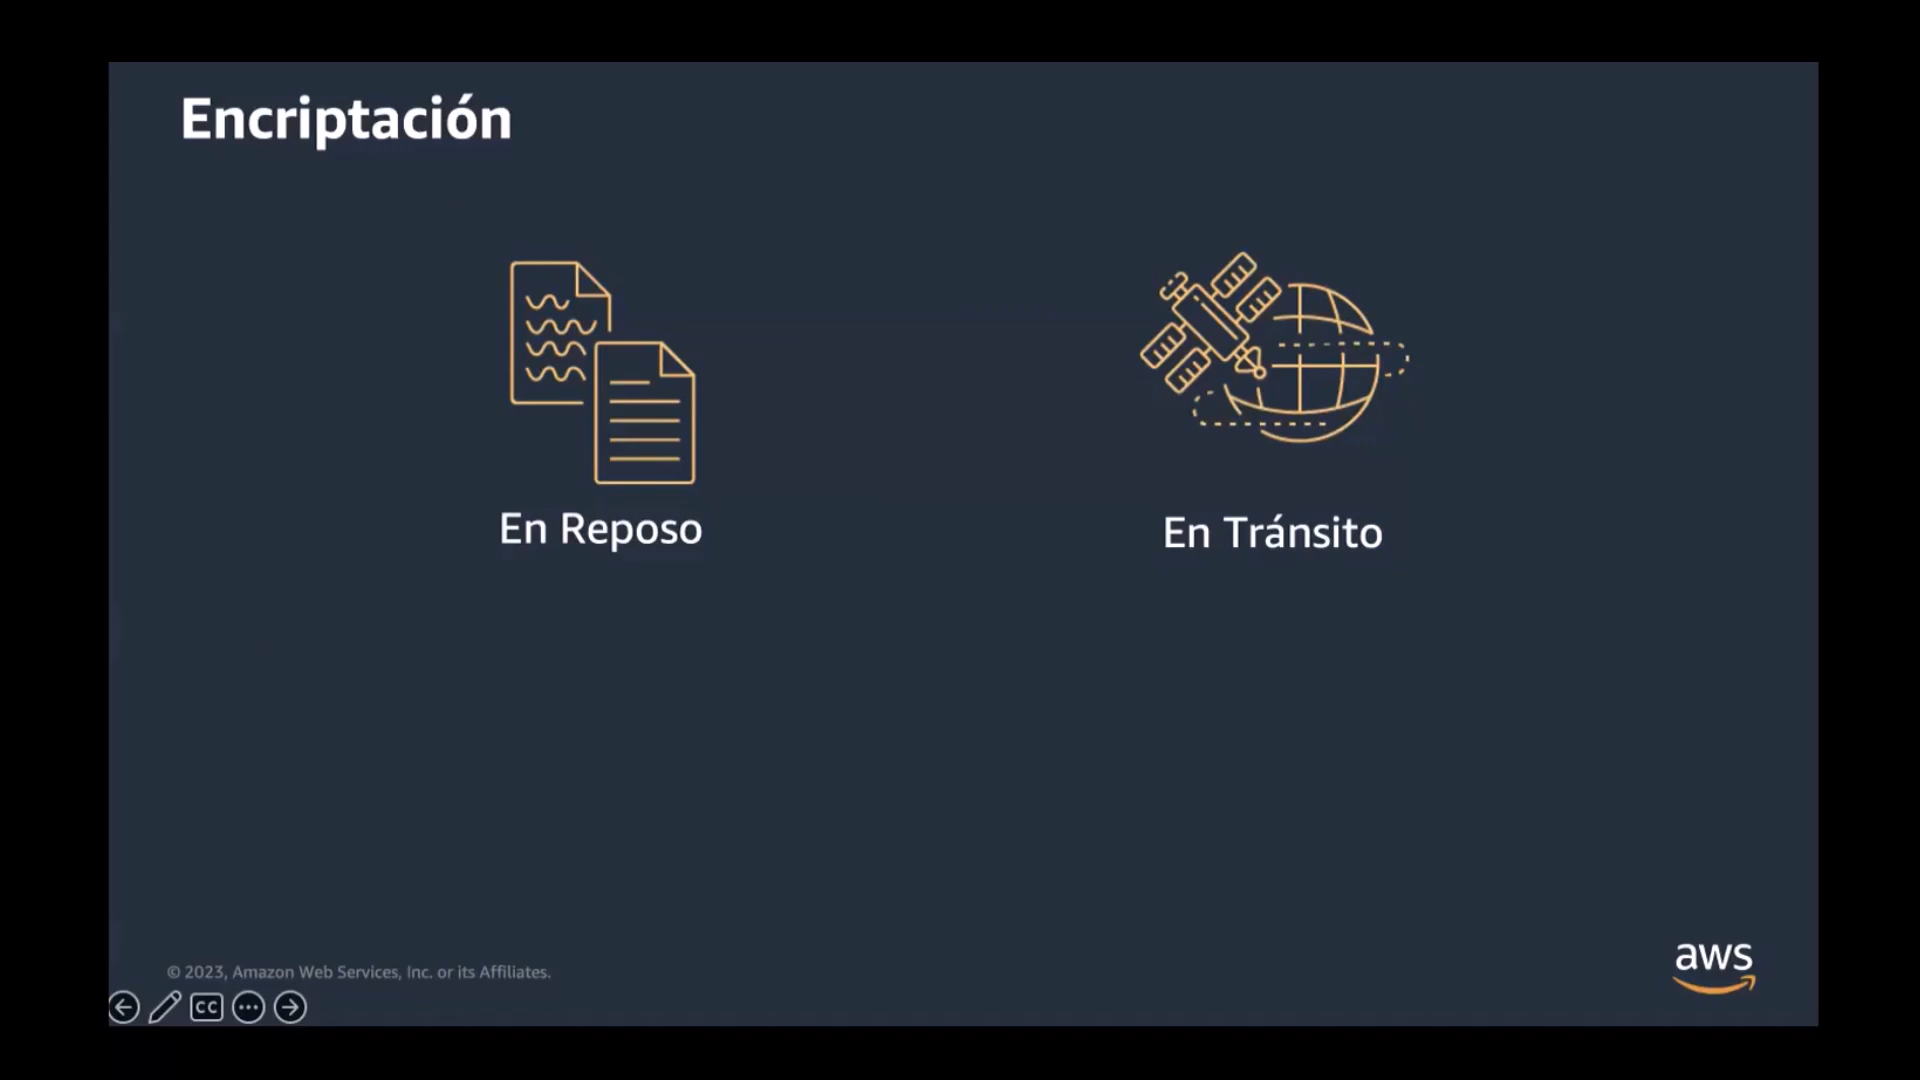 Encriptación
En Reposo
En Tránsito
© 2023, Amazon Web Services, Inc. or its Affiliates.
aws
CC